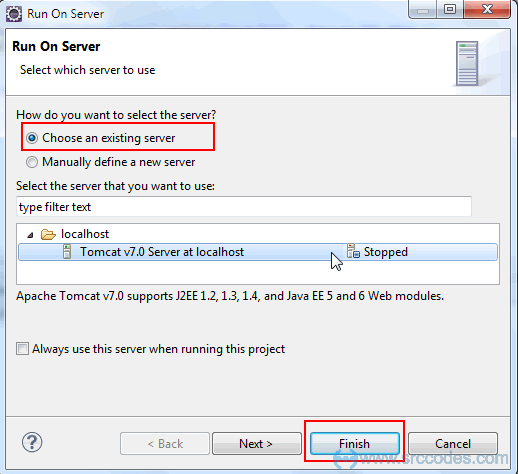 Run On Server
Run On Server
Select which server to use
How do you want to select the server?
Choose an existing server
Manually define a new server
Select the server that you want to use:
type filter text
localhost
Tomcat v7.0 Server at localhost Stopped
Apache Tomcat v7.0 supports J2EE 1.2, 1.3, 1.4, and Java EE 5 and 6 Web modules.
Always use this server when running this project
? < Back Next > Finish Cancel
www.srccodes.com